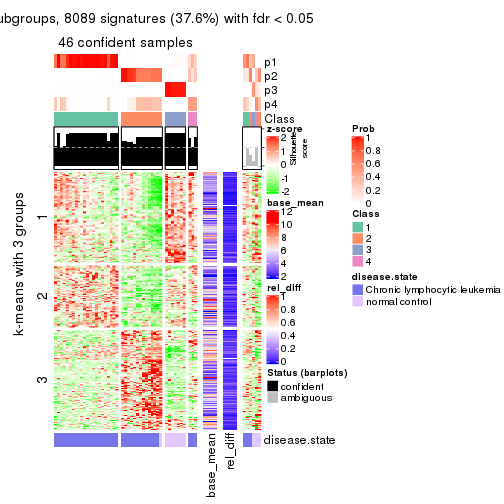 ubgroups, 8089 signatures (37.6%) with fdr < 0.05
46 confident samples
p1
p2
p3
p4
Class
Silhouette
score
k-means with 3 groups
1
2
3
base_mean
rel_diff
disease.state
z-score
2
1
0
-1
-2
base_mean
12
10
8
6
4
2
rel_diff
1
0.8
0.6
0.4
0.2
0
Status (barplots)
confident
ambiguous
Prob
1
0.8
0.6
0.4
0.2
0
Class
1
2
3
4
disease.state
Chronic lymphocytic leukemia
normal control